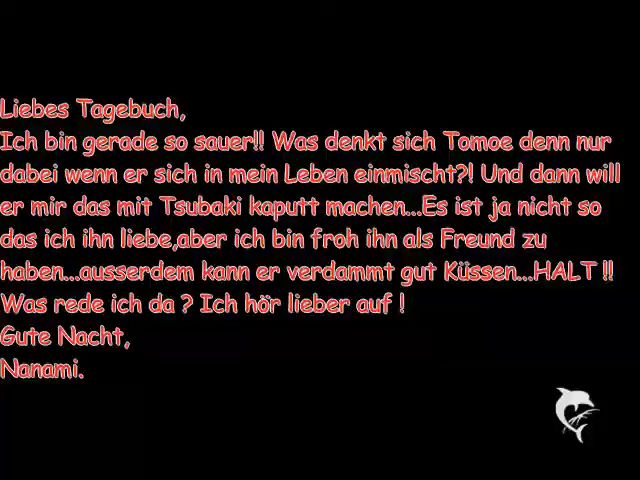 Liebes Tagebuch,
Ich bin gerade so sauer!! Was denkt sich Tomoe denn nur
dabei wenn er sich in mein Leben einmischt?! Und dann will
er mir das mit Tsubaki kaputt machen...Es ist ja nicht so
das ich ihn liebe,aber ich bin froh ihn als Freund zu
haben...ausserdem kann er verdammt gut Küssen...HALT !!
Was rede ich da ? Ich hör lieber auf !
Gute Nacht,
Nanami.